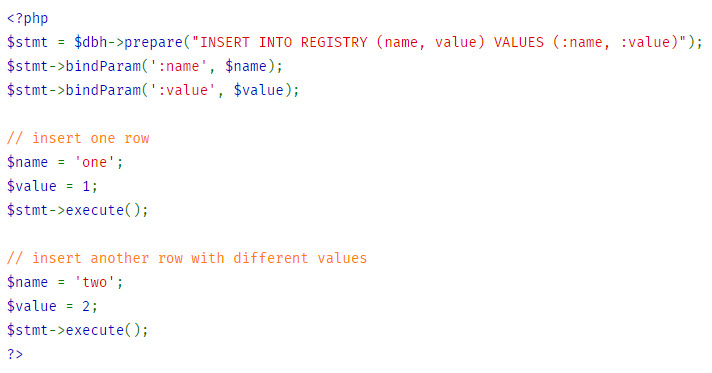 <?php
$stmt = $dbh->prepare("INSERT INTO REGISTRY (name, value) VALUES (:name, :value)");
$stmt->bindParam(':name', $name);
$stmt->bindParam(':value', $value);

// insert one row
$name = 'one';
$value = 1;
$stmt->execute();

// insert another row with different values
$name = 'two';
$value = 2;
$stmt->execute();
?>